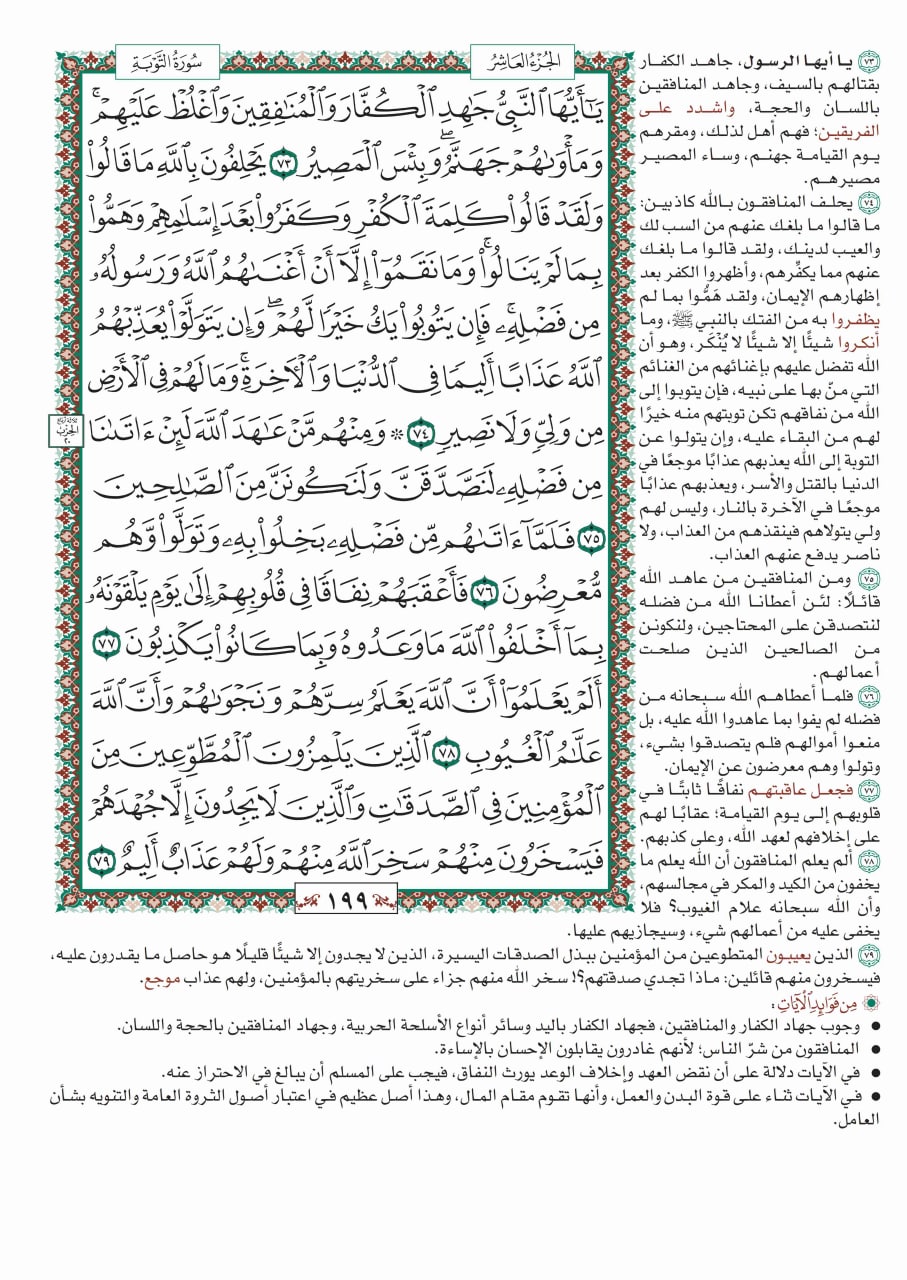 سُورَةُ التَّوْبَةِ
الجُزْءُ العَاشِرُ
يَٰٓأَيُّهَا ٱلنَّبِيُّ جَٰهِدِ ٱلۡكُفَّارَ وَٱلۡمُنَٰفِقِينَ وَٱغۡلُظۡ عَلَيۡهِمۡۚ
وَمَأۡوَىٰهُمۡ جَهَنَّمُۖ وَبِئۡسَ ٱلۡمَصِيرُ ٧٣ يَحۡلِفُونَ بِٱللَّهِ مَا قَالُواْ
وَلَقَدۡ قَالُواْ كَلِمَةَ ٱلۡكُفۡرِ وَكَفَرُواْ بَعۡدَ إِسۡلَٰمِهِمۡ وَهَمُّواْ
بِمَا لَمۡ يَنَالُواْۚ وَمَا نَقَمُوٓاْ إِلَّآ أَنۡ أَغۡنَىٰهُمُ ٱللَّهُ وَرَسُولُهُۥ
مِن فَضۡلِهِۦۚ فَإِن يَتُوبُواْ يَكُ خَيۡرٗا لَّهُمۡۖ وَإِن يَتَوَلَّوۡاْ يُعَذِّبۡهُمُ
ٱللَّهُ عَذَابًا أَلِيمٗا فِي ٱلدُّنۡيَا وَٱلۡأٓخِرَةِۚ وَمَا لَهُمۡ فِي ٱلۡأَرۡضِ
مِن وَلِيّٖ وَلَا نَصِيرٖ ٧٤ ۞ وَمِنۡهُم مَّنۡ عَٰهَدَ ٱللَّهَ لَئِنۡ ءَاتَىٰنَا
مِن فَضۡلِهِۦ لَنَصَّدَّقَنَّ وَلَنَكُونَنَّ مِنَ ٱلصَّٰلِحِينَ
٧٥ فَلَمَّآ ءَاتَىٰهُم مِّن فَضۡلِهِۦ بَخِلُواْ بِهِۦ وَتَوَلَّواْ وَّهُم
مُّعۡرِضُونَ ٧٦ فَأَعۡقَبَهُمۡ نِفَاقٗا فِي قُلُوبِهِمۡ إِلَىٰ يَوۡمِ يَلۡقَوۡنَهُۥ
بِمَآ أَخۡلَفُواْ ٱللَّهَ مَا وَعَدُوهُ وَبِمَا كَانُواْ يَكۡذِبُونَ ٧٧
أَلَمۡ يَعۡلَمُوٓاْ أَنَّ ٱللَّهَ يَعۡلَمُ سِرَّهُمۡ وَنَجۡوَىٰهُمۡ وَأَنَّ ٱللَّهَ
عَلَّٰمُ ٱلۡغُيُوبِ ٧٨ ٱلَّذِينَ يَلۡمِزُونَ ٱلۡمُطَّوِّعِينَ مِنَ
ٱلۡمُؤۡمِنِينَ فِي ٱلصَّدَقَٰتِ وَٱلَّذِينَ لَا يَجِدُونَ إِلَّا جُهۡدَهُمۡ
فَيَسۡخَرُونَ مِنۡهُمۡ سَخِرَ ٱللَّهُ مِنۡهُمۡ وَلَهُمۡ عَذَابٌ أَلِيمٌ ٧٩
١٩٩
٧٣ يا أيها الرسول، جاهد الكفار
بقتالهم بالسيف، وجاهد المنافقين
باللسان والحجة، واشدد على
الفريقين؛ فهم أهل لذلك، ومقرهم
يوم القيامة جهنم، وساء المصير
مصيرهم.
٧٤ يحلف المنافقون بالله كاذبين:
ما قالوا ما بلغك عنهم من السب لك
والعيب لدينك، ولقد قالوا ما بلغك
عنهم مما يكفِّرهم، وأظهروا الكفر بعد
إظهارهم الإيمان، ولقد هَمُّوا بما لم
يظفروا به من الفتك بالنبي ﷺ، وما
أنكروا شيئًا إلا شيئًا لا يُنْكَر، وهو أن
الله تفضل عليهم بإغنائهم من الغنائم
التي منّ بها على نبيه، فإن يتوبوا إلى
الله من نفاقهم تكن توبتهم منه خيرًا
لهم من البقاء عليه، وإن يتولوا عن
التوبة إلى الله يعذبهم عذابًا موجعًا في
الدنيا بالقتل والأسر، ويعذبهم عذابًا
موجعًا في الآخرة بالنار، وليس لهم
ولي يتولاهم فينقذهم من العذاب، ولا
ناصر يدفع عنهم العذاب.
٧٥ ومن المنافقين من عاهد الله
قائلًا: لئن أعطانا الله من فضله
لنتصدقن على المحتاجين، ولنكونن
من الصالحين الذين صلحت
أعمالهم.
٧٦ فلما أعطاهم الله سبحانه من
فضله لم يفوا بما عاهدوا الله عليه، بل
منعوا أموالهم فلم يتصدقوا بشيء،
وتولوا وهم معرضون عن الإيمان.
٧٧ فجعل عاقبتهم نفاقًا ثابتًا في
قلوبهم إلى يوم القيامة؛ عقابًا لهم
على إخلافهم لعهد الله، وعلى كذبهم.
٧٨ ألم يعلم المنافقون أن الله يعلم ما
يخفون من الكيد والمكر في مجالسهم،
وأن الله سبحانه علام الغيوب؟ فلا
يخفى عليه من أعمالهم شيء، وسيجازيهم عليها.
٧٩ الذين يعيبون المتطوعين من المؤمنين ببذل الصدقات اليسيرة، الذين لا يجدون إلا شيئًا قليلًا هو حاصل ما يقدرون عليه،
فيسخرون منهم قائلين: ماذا تجدي صدقتهم؟! سخر الله منهم جزاء على سخريتهم بالمؤمنين، ولهم عذاب موجع.
مِن فَوَائِدِ الآيَاتِ:
● وجوب جهاد الكفار والمنافقين، فجهاد الكفار باليد وسائر أنواع الأسلحة الحربية، وجهاد المنافقين بالحجة واللسان.
● المنافقون من شرّ الناس؛ لأنهم غادرون يقابلون الإحسان بالإساءة.
● في الآيات دلالة على أن نقض العهد وإخلاف الوعد يورث النفاق، فيجب على المسلم أن يبالغ في الاحتراز عنه.
● في الآيات ثناء على قوة البدن والعمل، وأنها تقوم مقام المال، وهذا أصل عظيم في اعتبار أصول الثروة العامة والتنويه بشأن
العامل.